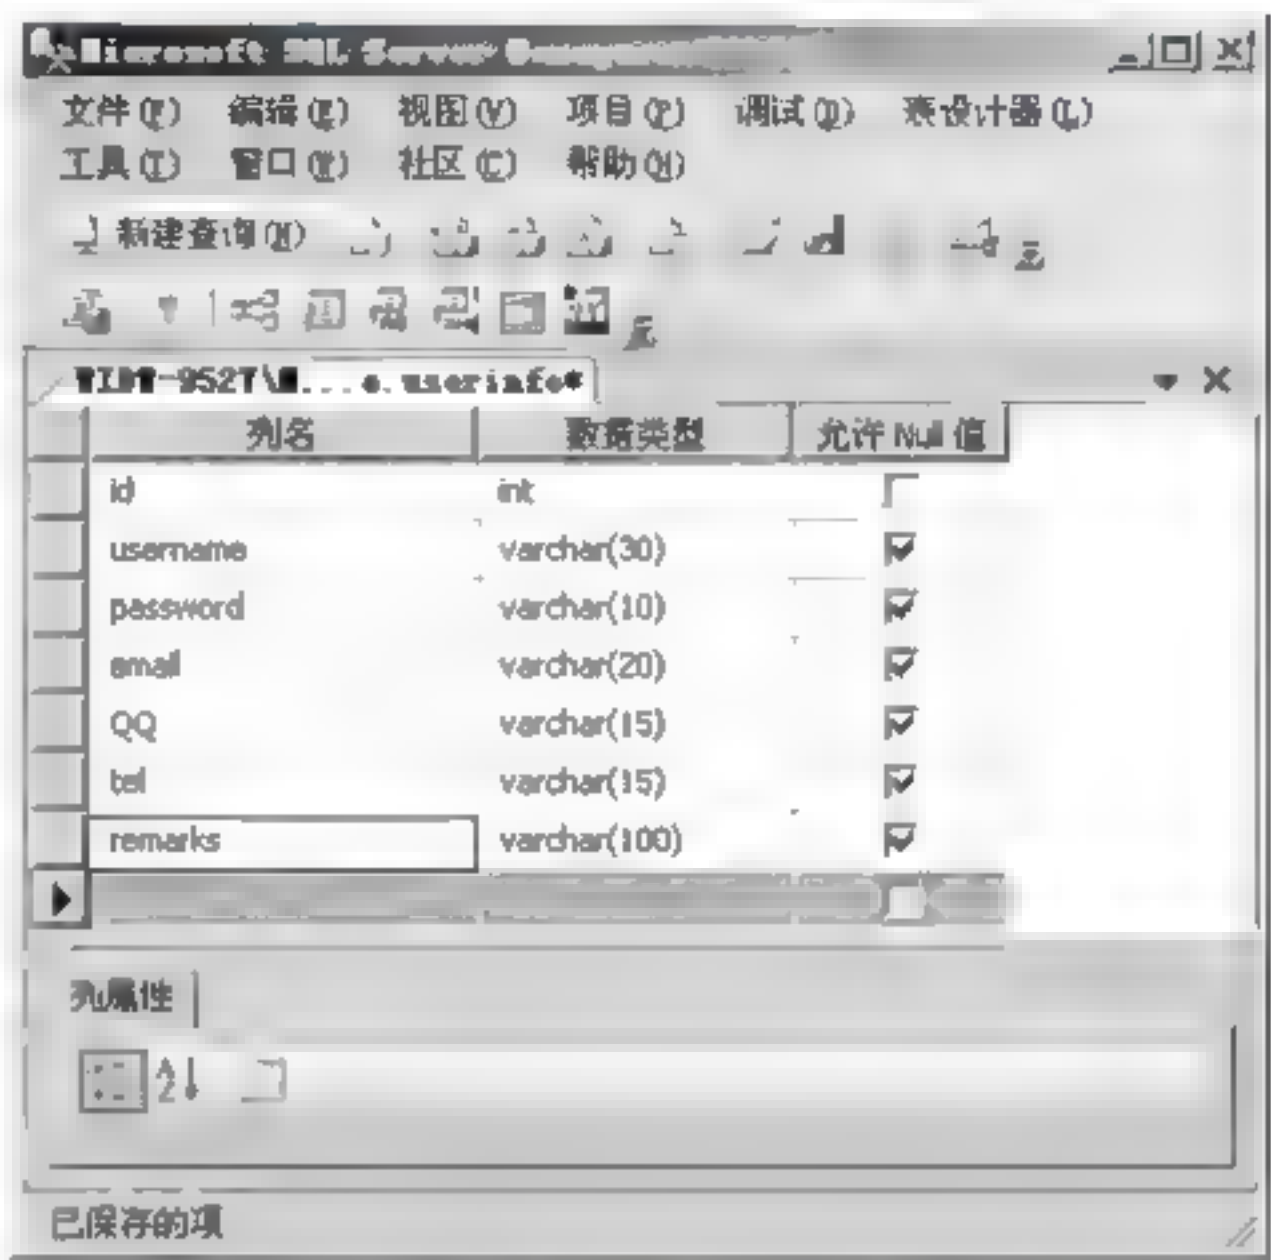 Microsoft SQL Server
文件(F) 编辑(E) 视图(V) 项目(P) 调试(D) 表设计器(L)
工具(T) 窗口(W) 社区(C) 帮助(H)
新建查询(N)
列名 数据类型 允许 Null 值
id int
username varchar(30)
password varchar(10)
email varchar(20)
QQ varchar(15)
tel varchar(15)
remarks varchar(100)
列属性
已保存的项